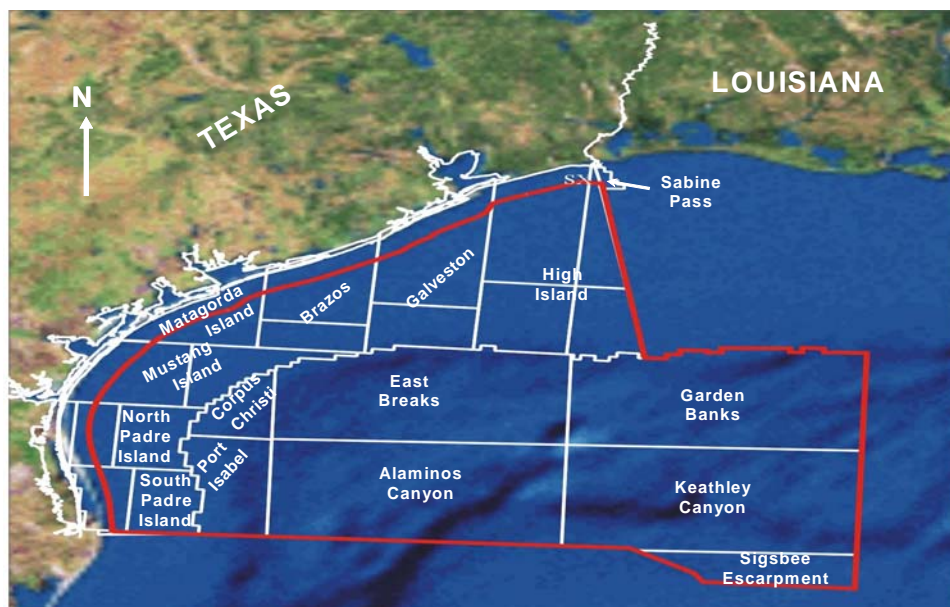 N
TEXAS
LOUISIANA
Sabine
Pass
SX
High
Island
Galveston
Brazos
Matagorda
Island
Mustang
Island
Corpus
Christi
East
Breaks
Garden
Banks
North
Padre
Island
Port
Isabel
South
Padre
Island
Alaminos
Canyon
Keathley
Canyon
Sigsbee
Escarpment